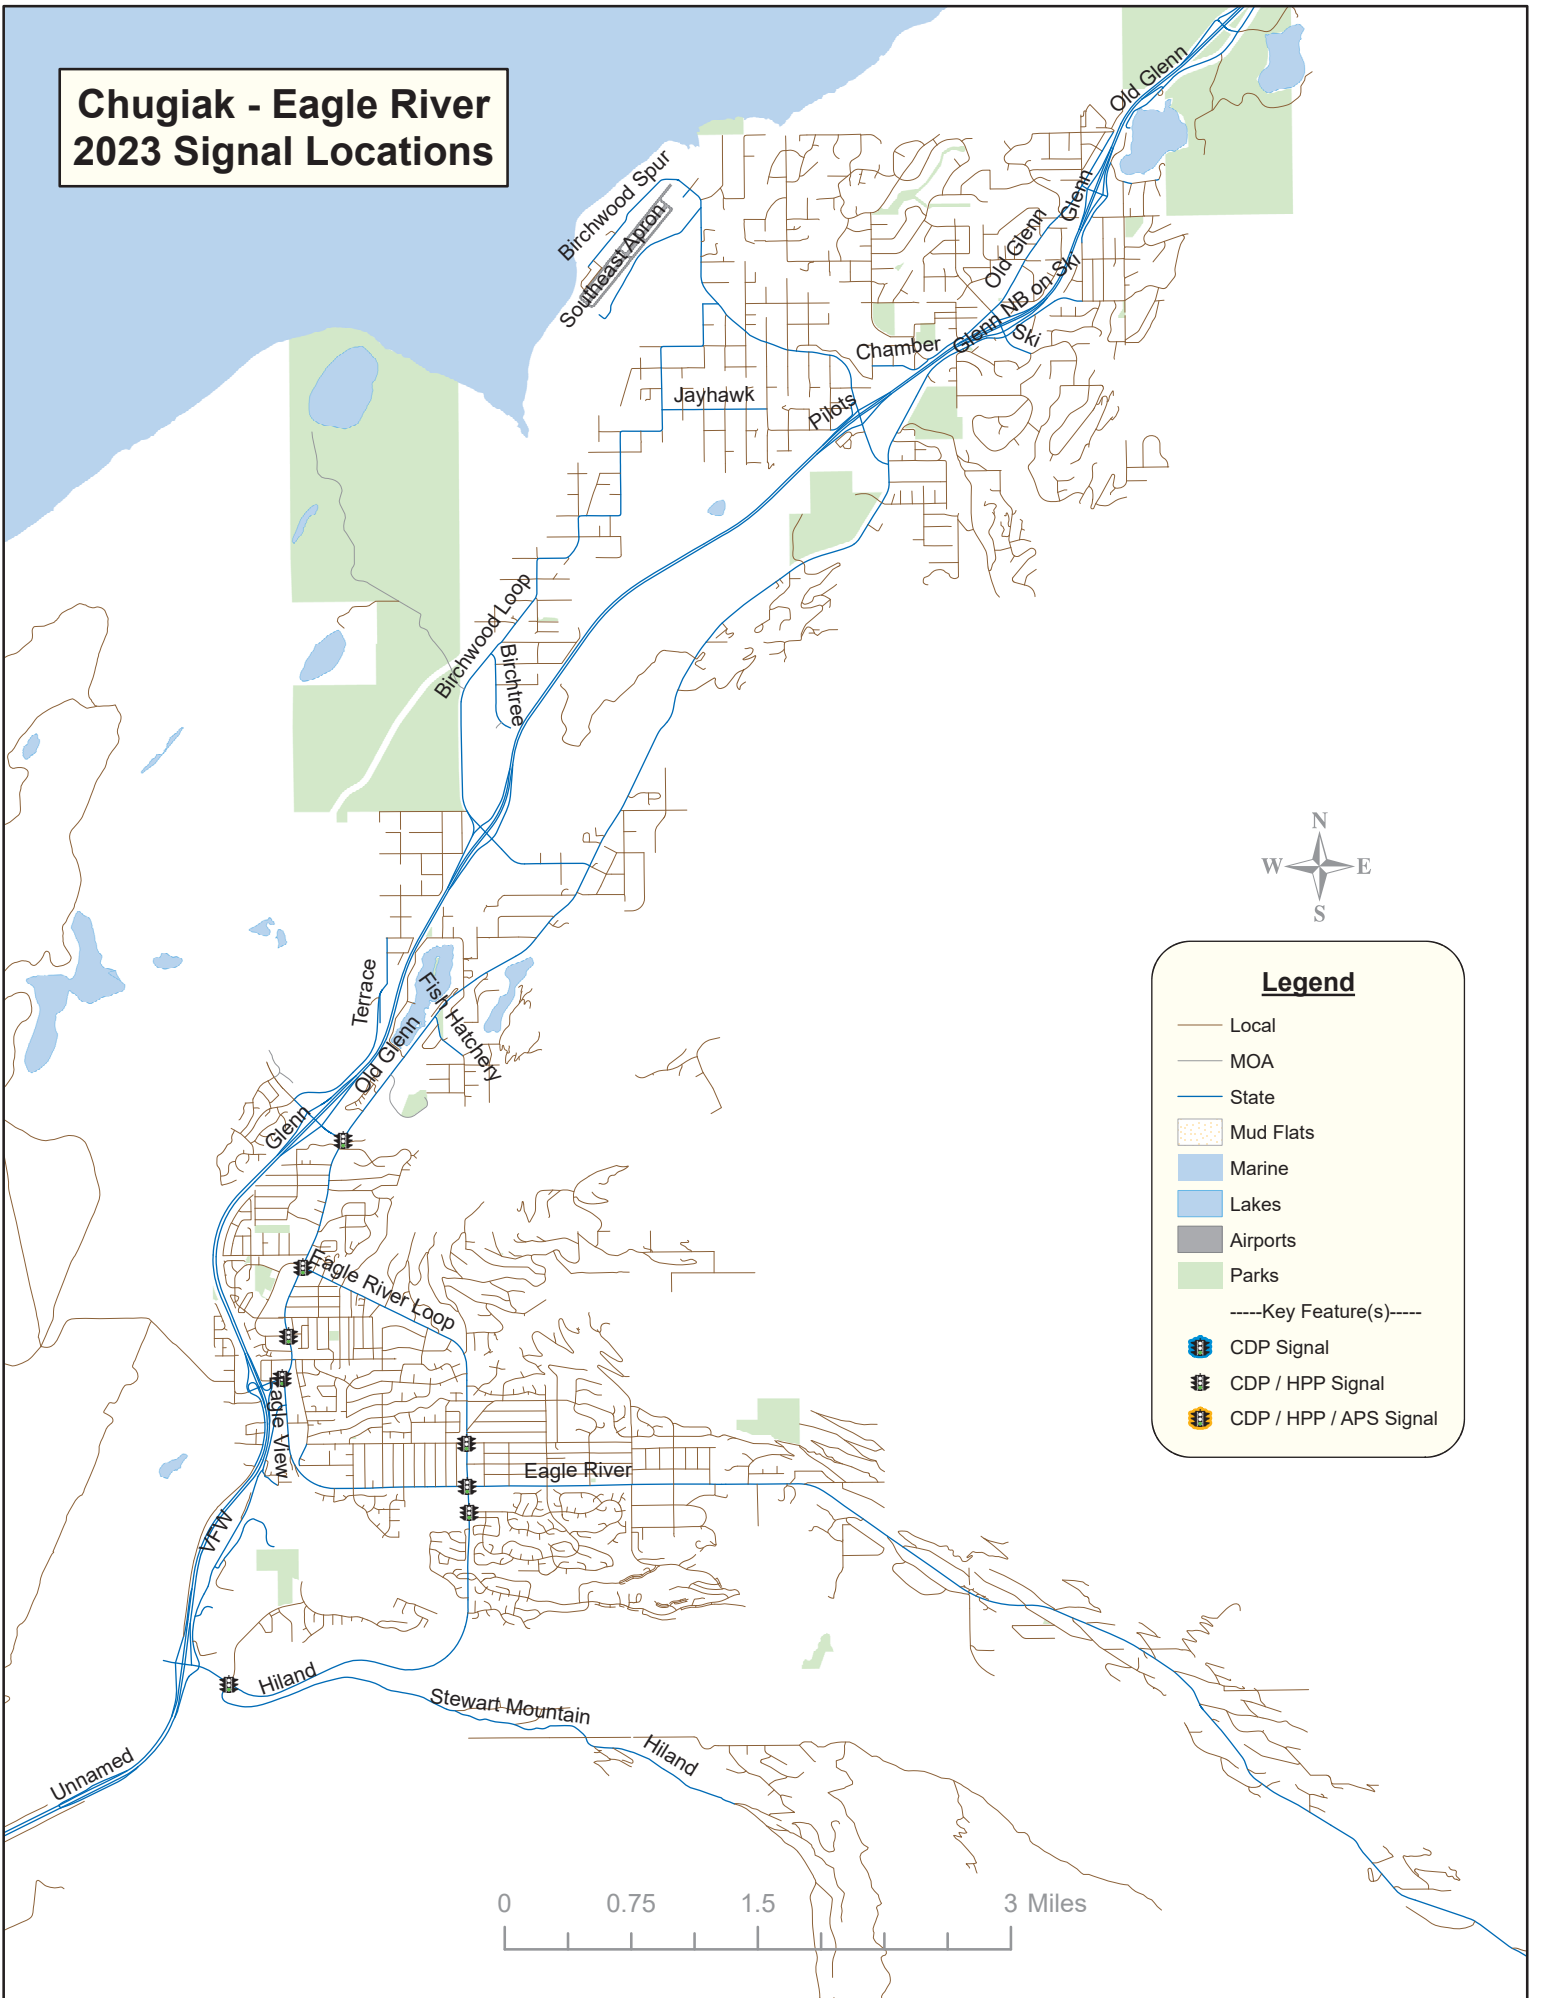 Chugiak - Eagle River
2023 Signal Locations
Old Glenn
Birchwood Spur
Southeast Apron
Glenn
Old Glenn
Glenn NB on Ski
Ski
Chamber
Jayhawk
Pilots
Birchwood Loop
Birchtree
N
W E
S
Terrace
Fish Hatchery
Old Glenn
Glenn
Eagle River Loop
Eagle View
Eagle River
VFW
Hiland
Stewart Mountain
Hiland
Unnamed
Legend
Local
MOA
State
Mud Flats
Marine
Lakes
Airports
Parks
-----Key Feature(s)-----
CDP Signal
CDP / HPP Signal
CDP / HPP / APS Signal
0 0.75 1.5 3 Miles